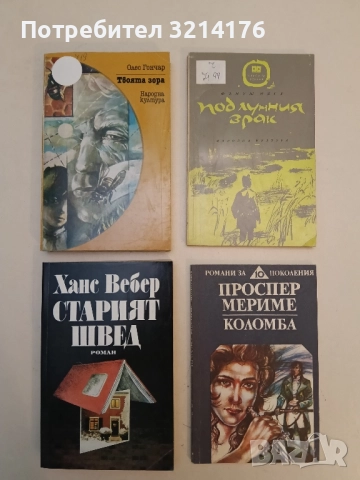 Потребител 3214176
Олес Гончар
Твоята зора
Народна
култура
под лунния
зрак
Ханс Вебер
СТАРИЯТ
ШВЕД
РОМАН
РОМАНИ ЗА 10 ПОКОЛЕНИЯ
ПРОСПЕР
МЕРИМЕ
КОЛОМБА
BAZAR